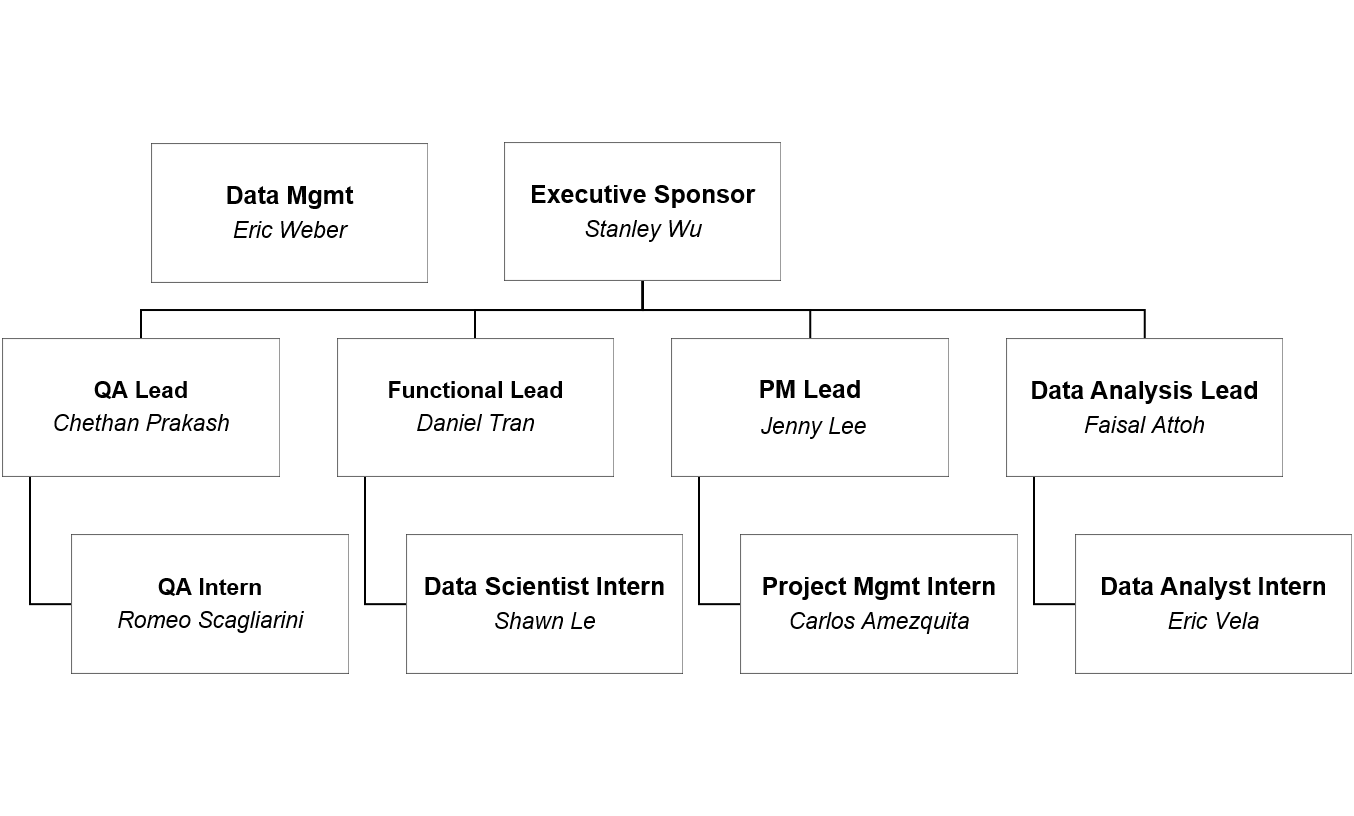 Data Mgmt
Eric Weber
Executive Sponsor
Stanley Wu
QA Lead
Chethan Prakash
Functional Lead
Daniel Tran
PM Lead
Jenny Lee
Data Analysis Lead
Faisal Attoh
QA Intern
Romeo Scagliarini
Data Scientist Intern
Shawn Le
Project Mgmt Intern
Carlos Amezquita
Data Analyst Intern
Eric Vela